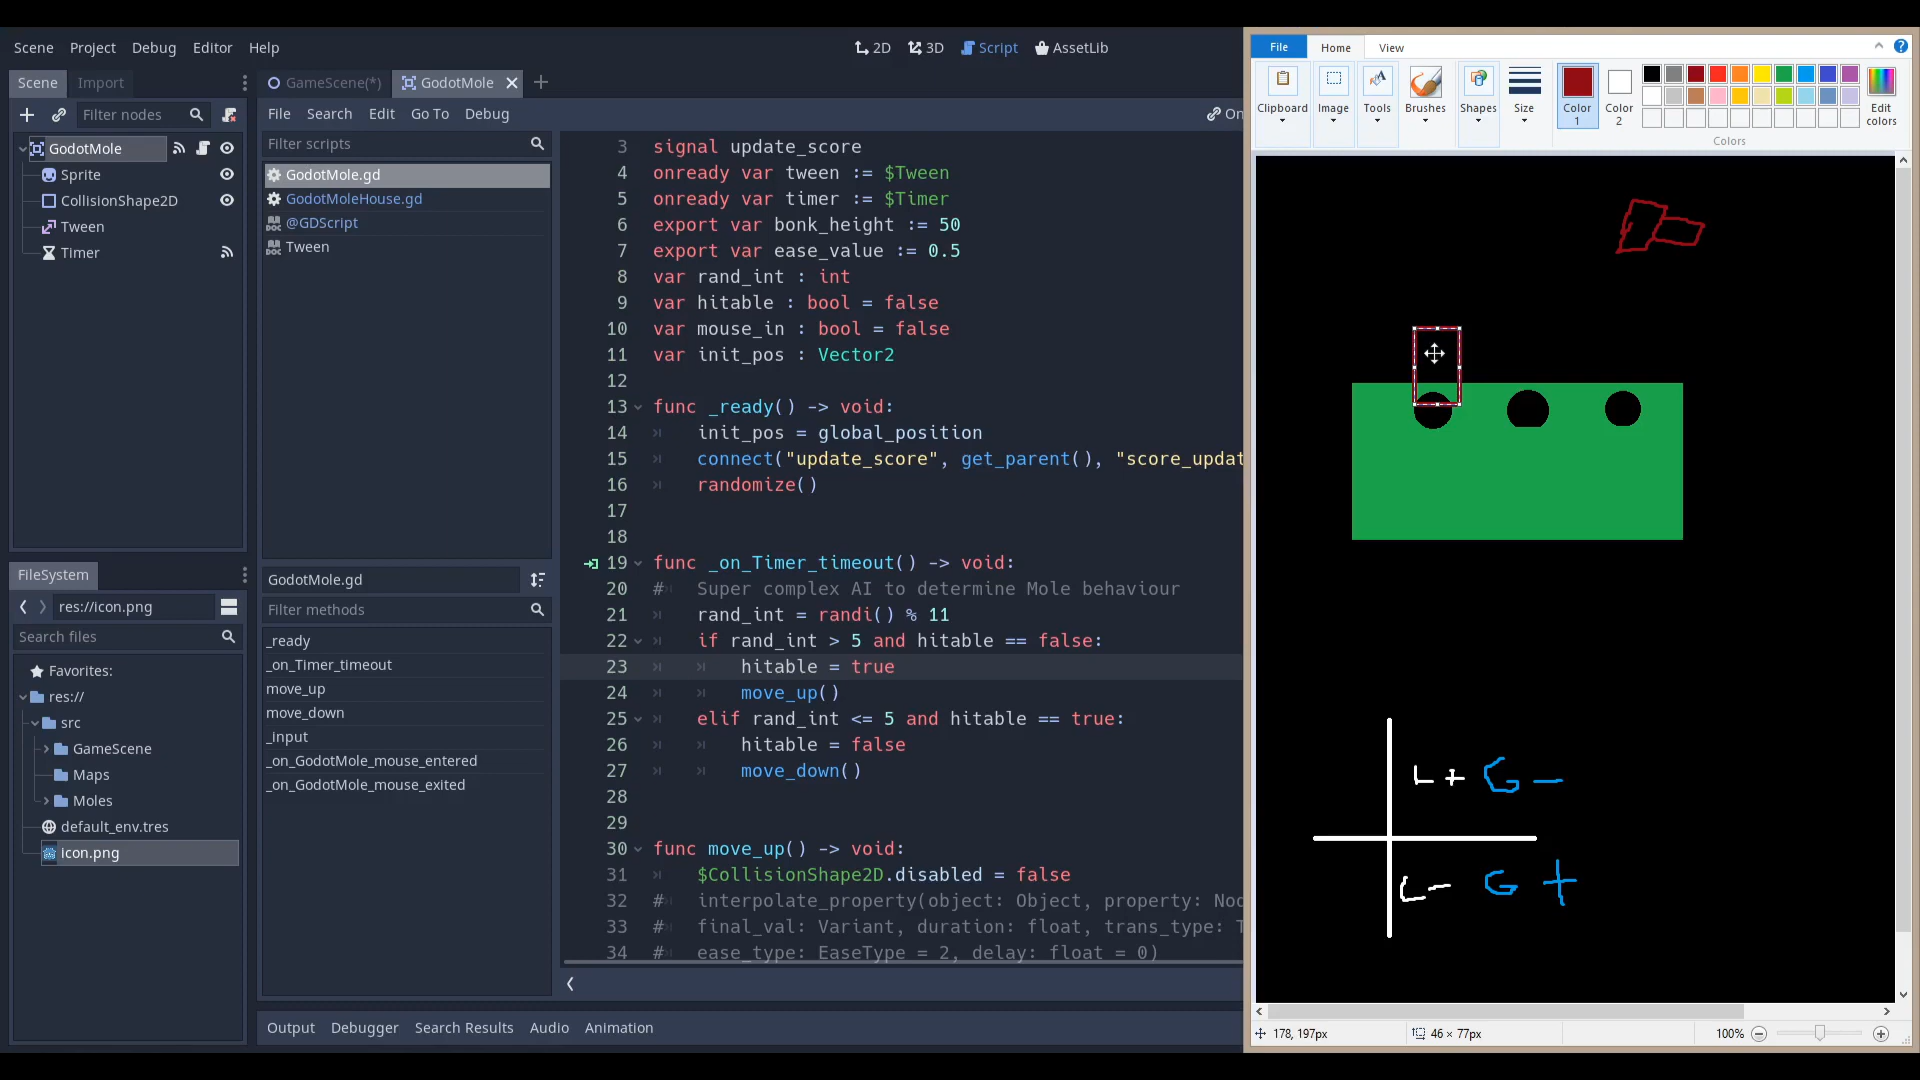 Scene Project Debug Editor Help
2D 3D Script AssetLib
Scene Import
Filter nodes
GodotMole
Sprite
CollisionShape2D
Tween
Timer
FileSystem
res://icon.png
Search files
Favorites:
res://
src
GameScene
Maps
Moles
default_env.tres
icon.png
GameScene(*) GodotMole
File Search Edit Go To Debug
On
Filter scripts
GodotMole.gd
GodotMoleHouse.gd
@GDScript
Tween
GodotMole.gd
Filter methods
_ready
_on_Timer_timeout
move_up
move_down
_input
_on_GodotMole_mouse_entered
_on_GodotMole_mouse_exited
3 signal update_score
4 onready var tween := $Tween
5 onready var timer := $Timer
6 export var bonk_height := 50
7 export var ease_value := 0.5
8 var rand_int : int
9 var hitable : bool = false
10 var mouse_in : bool = false
11 var init_pos : Vector2
12
13 func _ready() -> void:
14 init_pos = global_position
15 connect("update_score", get_parent(), "score_updat
16 randomize()
17
18
19 func _on_Timer_timeout() -> void:
20 # Super complex AI to determine Mole behaviour
21 rand_int = randi() % 11
22 if rand_int > 5 and hitable == false:
23 hitable = true
24 move_up()
25 elif rand_int <= 5 and hitable == true:
26 hitable = false
27 move_down()
28
29
30 func move_up() -> void:
31 $CollisionShape2D.disabled = false
32 # interpolate_property(object: Object, property: Nod
33 # final_val: Variant, duration: float, trans_type: T
34 # ease_type: EaseType = 2, delay: float = 0)
Output Debugger Search Results Audio Animation
File Home View
Clipboard Image Tools Brushes Shapes Size Color 1 Color 2 Edit colors
Colors
L + G -
L - G +
178, 197px 46 × 77px 100%